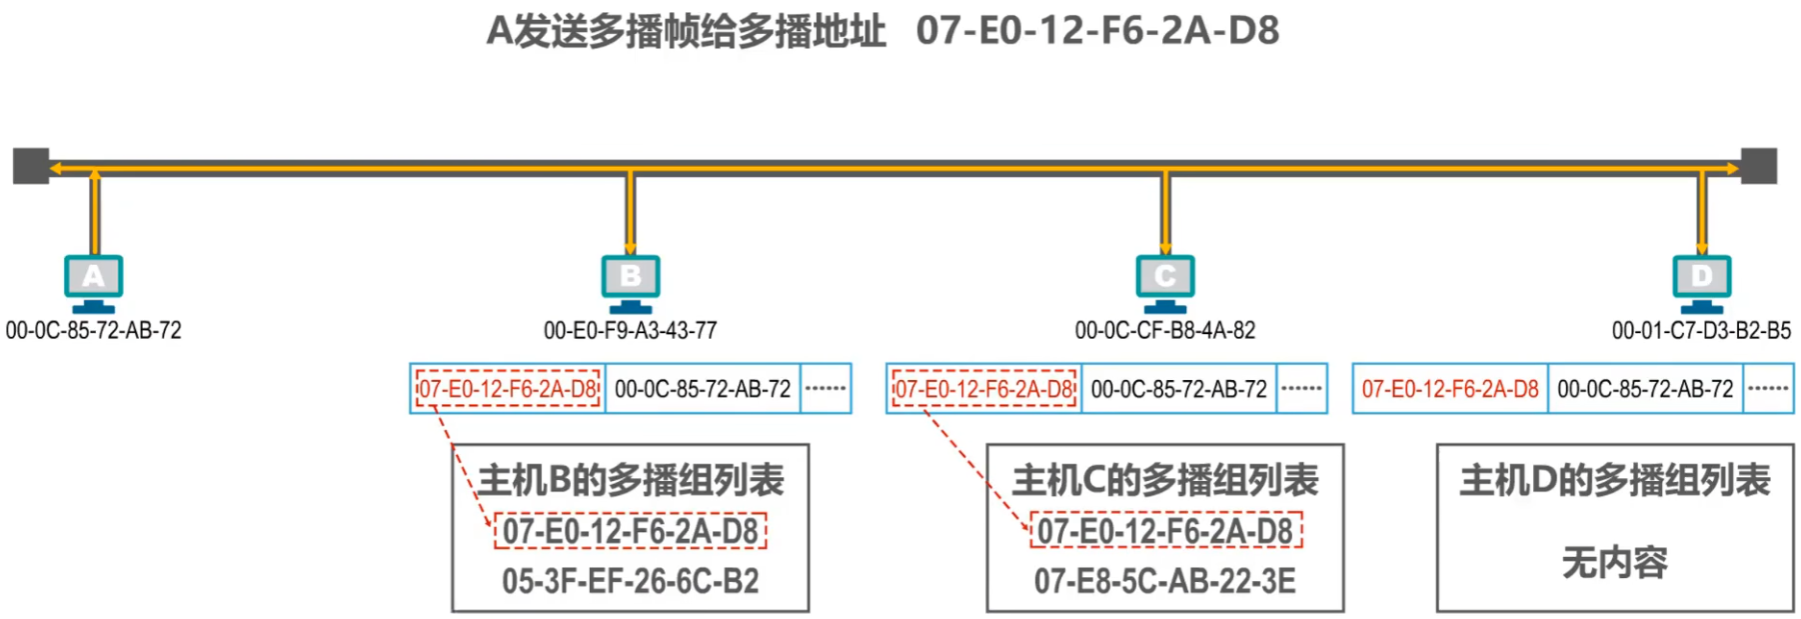 A发送多播帧给多播地址 07-E0-12-F6-2A-D8
A
B
C
D
00-0C-85-72-AB-72
00-E0-F9-A3-43-77
00-0C-CF-B8-4A-82
00-01-C7-D3-B2-B5
07-E0-12-F6-2A-D8 00-0C-85-72-AB-72 ······
07-E0-12-F6-2A-D8 00-0C-85-72-AB-72 ······
07-E0-12-F6-2A-D8 00-0C-85-72-AB-72 ······
主机B的多播组列表
07-E0-12-F6-2A-D8
05-3F-EF-26-6C-B2
主机C的多播组列表
07-E0-12-F6-2A-D8
07-E8-5C-AB-22-3E
主机D的多播组列表
无内容